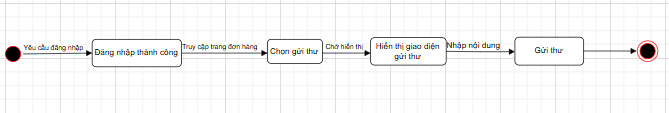 Yêu cầu đăng nhập
Đăng nhập thành công
Truy cập trang đơn hàng
Chọn gửi thư
Chờ hiển thị
Hiển thị giao diện
gửi thư
Nhập nội dung
Gửi thư